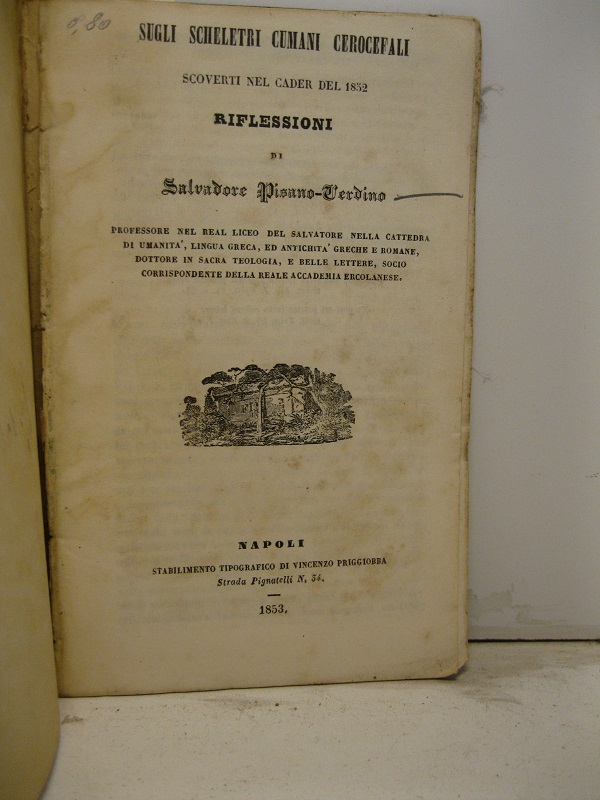 0,80
SUGLI SCHELETRI CUMANI CEROCEFALI
SCOVERTI NEL CADER DEL 1852
RIFLESSIONI
DI
Salvadore Pisano-Verdino
PROFESSORE NEL REAL LICEO DEL SALVATORE NELLA CATTEDRA
DI UMANITA', LINGUA GRECA, ED ANTICHITA' GRECHE E ROMANE,
DOTTORE IN SACRA TEOLOGIA, E BELLE LETTERE, SOCIO
CORRISPONDENTE DELLA REALE ACCADEMIA ERCOLANESE.
NAPOLI
STABILIMENTO TIPOGRAFICO DI VINCENZO PRIGGIOBBA
Strada Pignatelli N. 34.
1853.